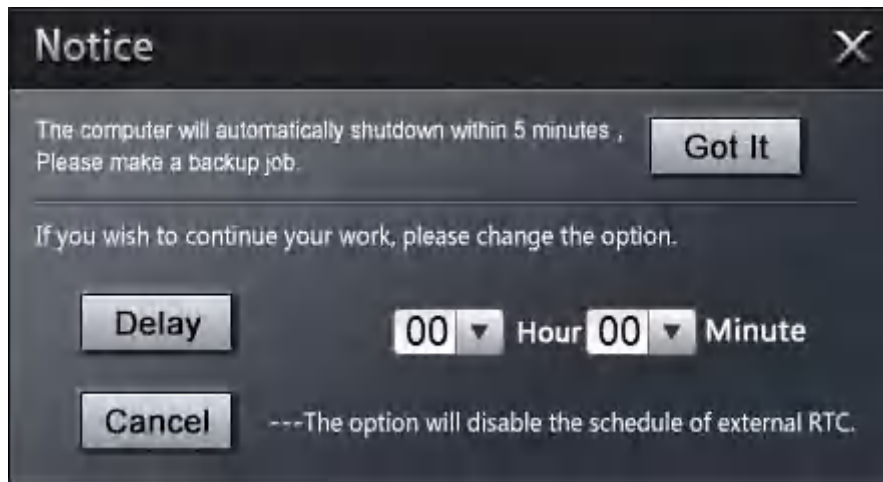 Notice
The computer will automatically shutdown within 5 minutes ,
Please make a backup job.
Got It
If you wish to continue your work, please change the option.
Delay
00 Hour 00 Minute
Cancel
---The option will disable the schedule of external RTC.